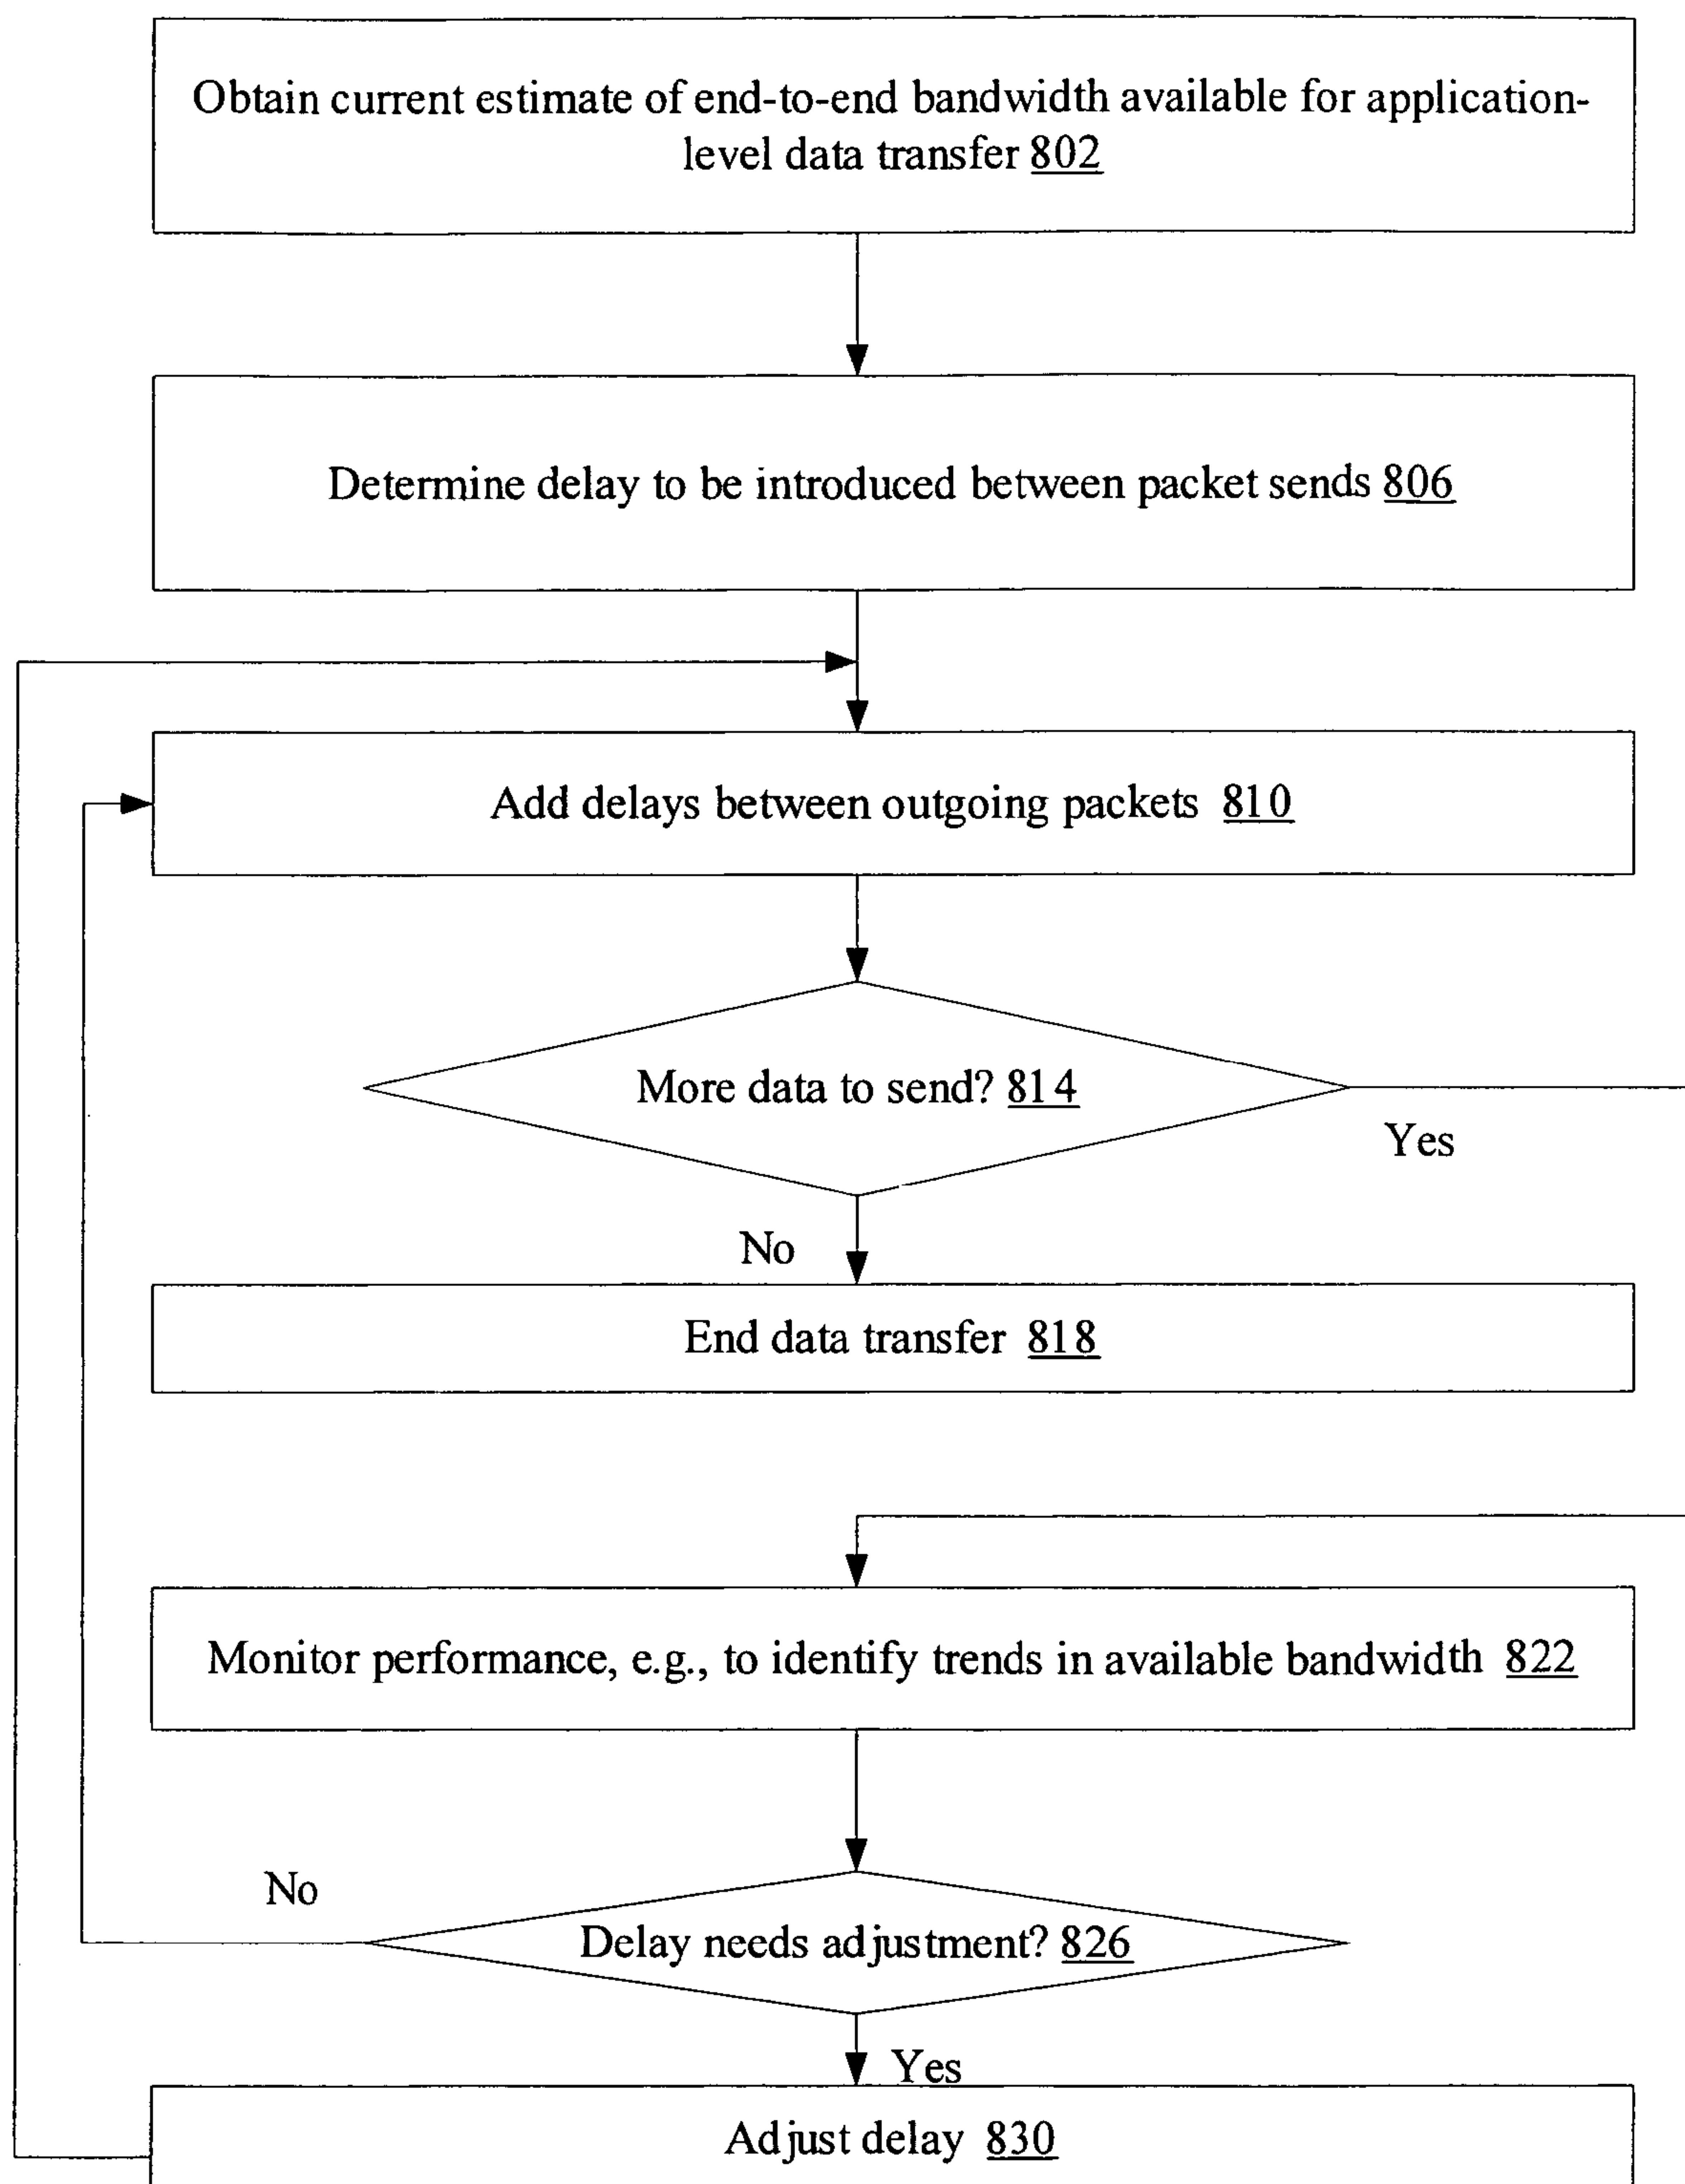 Obtain current estimate of end-to-end bandwidth available for application-
level data transfer 802
Determine delay to be introduced between packet sends 806
Add delays between outgoing packets 810
More data to send? 814
Yes
No
End data transfer 818
Monitor performance, e.g., to identify trends in available bandwidth 822
No
Delay needs adjustment? 826
Yes
Adjust delay 830